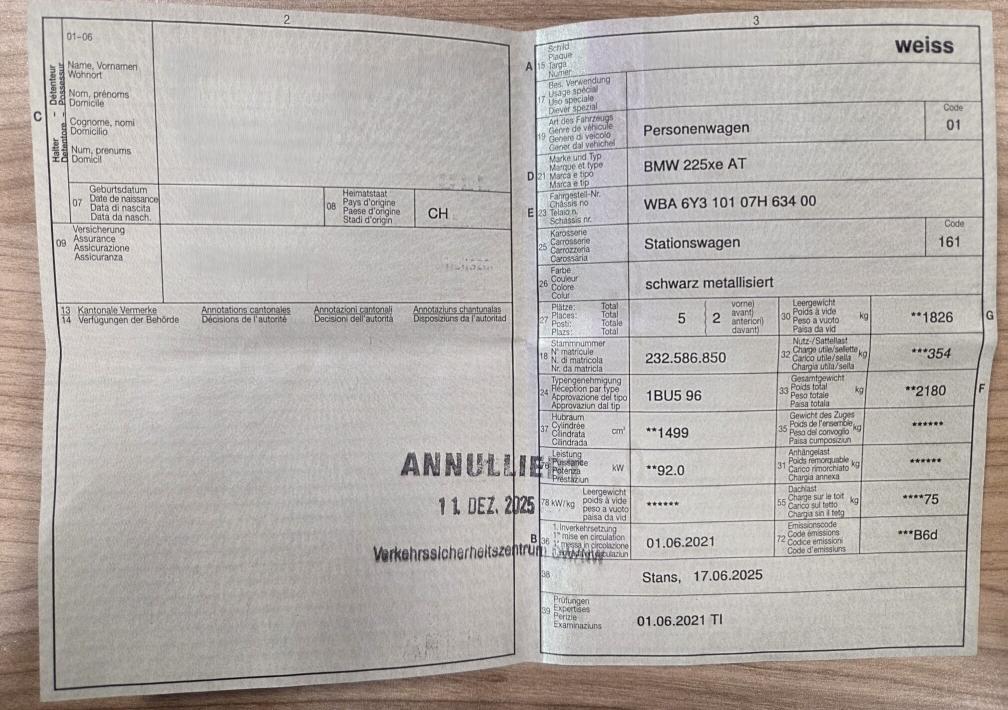 2
01-06
C
Halter – Détenteur
Detentore – Possessur
Name, Vornamen
Wohnort
Nom, prénoms
Domicile
Cognome, nomi
Domicilio
Num, prenums
Domicil
07
Geburtsdatum
Date de naissance
Data di nascita
Data da nasch.
08
Heimatstaat
Pays d'origine
Paese d'origine
Stadi d'origin
CH
09
Versicherung
Assurance
Assicurazione
Assicuranza
13 Kantonale Vermerke Annotations cantonales Annotazioni cantonali Annotaziuns chantunalas
14 Verfügungen der Behörde Décisions de l'autorité Decisioni dell'autorità Disposiziuns da l'autoritad
ANNULLIE
11. DEZ. 2025
Verkehrssicherheitszentrum
3
A 15
Schild
Plaque
Targa
Numer
weiss
17
Bes. Verwendung
Usage spécial
Uso speciale
Diever spezial
19
Art des Fahrzeugs
Genre de véhicule
Genere di veicolo
Gener dal vehichel
Personenwagen
Code
01
D 21
Marke und Typ
Marque et type
Marca e tipo
Marca e tip
BMW 225xe AT
E 23
Fahrgestell-Nr.
Châssis no
Telaio n.
Schassis nr.
WBA 6Y3 101 07H 634 00
25
Karosserie
Carrosserie
Carrozzeria
Carossaria
Stationswagen
Code
161
26
Farbe
Couleur
Colore
Colur
schwarz metallisiert
27
Plätze: Total
Places: Total
Posti: Totale
Plazs: Total
5
2
vorne)
avant)
anteriori)
davant)
30
Leergewicht
Poids à vide
Peso a vuoto
Paisa da vid
kg
**1826
G
18
Stammnummer
N° matricule
N. di matricola
Nr. da matricla
232.586.850
32
Nutz-/Sattellast
Charge utile/sellette
Carico utile/sella
Chargia utila/sella
kg
***354
24
Typengenehmigung
Réception par type
Approvazione del tipo
Approvaziun dal tip
1BU5 96
33
Gesamtgewicht
Poids total
Peso totale
Paisa totala
kg
**2180
F
37
Hubraum
Cylindrée
Cilindrata
Cilindrada
cm³
**1499
35
Gewicht des Zuges
Poids de l'ensemble
Peso del convoglio
Paisa cumposiziun
kg
******
76
Leistung
Puissance
Potenza
Prestaziun
kW
**92.0
31
Anhängelast
Poids remorquable
Carico rimorchiato
Chargia annexa
kg
******
78 kW/kg
Leergewicht
poids à vide
peso a vuoto
paisa da vid
******
55
Dachlast
Charge sur le toit
Carico sul tetto
Chargia sin il tetg
kg
****75
B 36
1. Inverkehrsetzung
1re mise en circulation
1a messa in circolazione
01.06.2021
72
Emissionscode
Code émissions
Codice emissioni
Code d'emissiuns
***B6d
38
Stans, 17.06.2025
39
Prüfungen
Expertises
Perizie
Examinaziuns
01.06.2021 TI